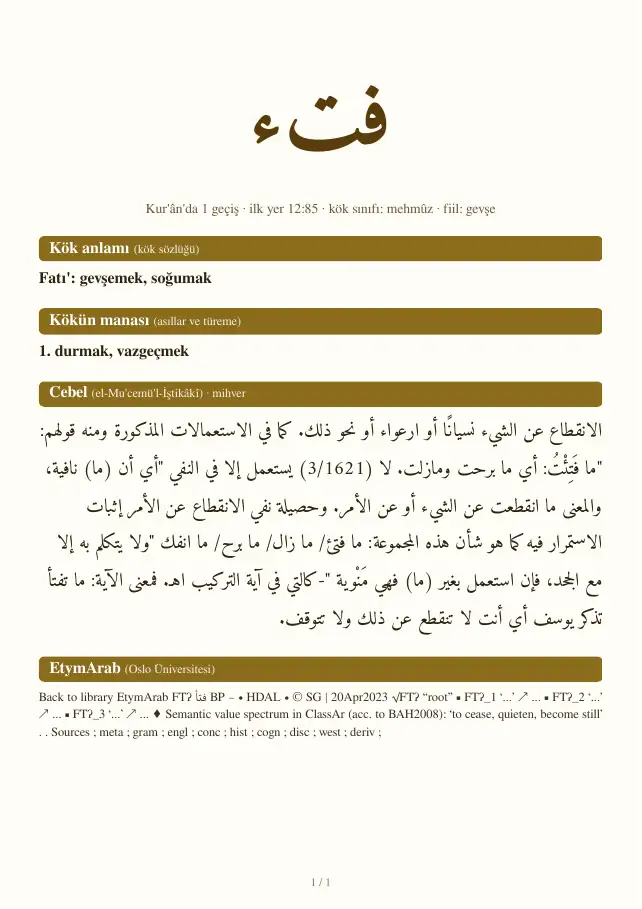 فتء
Kur'ân'da 1 geçiş · ilk yer 12:85 · kök sınıfı: mehmûz · fiil: gevşe
Kök anlamı (kök sözlüğü)
Fatı': gevşemek, soğumak
Kökün manası (asıllar ve türeme)
1. durmak, vazgeçmek
Cebel (el-Mu'cemü'l-İştikâkî) · mihver
الانقطاع عن الشيء نسيانًا أو ارعواء أو نحو ذلك. كما في الاستعمالات المذكورة ومنه قولهم:
"ما فَتِئْتُ: أي ما برحت ومازلت. لا (3/1621) يستعمل إلا في النفي "أي أن (ما) نافية،
والمعنى ما انقطعت عن الشيء أو عن الأمر. وحصيلة نفي الانقطاع عن الأمر إثبات
الاستمرار فيه كما هو شأن هذه المجموعة: ما فتئ/ ما زال/ ما برح/ ما انفك "ولا يتكلم به إلا
مع الجحد، فإن استعمل بغير (ما) فهي مَنْوية "-كالتي في آية التركيب اهـ. فمعنى الآية: ما تفتأ
تذكر يوسف أي أنت لا تنقطع عن ذلك ولا تتوقف.
EtymArab (Oslo Üniversitesi)
Back to library EtymArab FTʔ فتأ BP – • HDAL • © SG | 20Apr2023 √FTʔ “root” ▪ FTʔ_1 ‘...’ ↗ ... ▪ FTʔ_2 ‘...’
↗ ... ▪ FTʔ_3 ‘...’ ↗ ... ♦ Semantic value spectrum in ClassAr (acc. to BAH2008): ‘to cease, quieten, become still’
. . Sources ; meta ; gram ; engl ; conc ; hist ; cogn ; disc ; west ; deriv ;
1 / 1